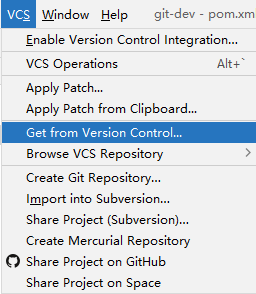 VCS Window Help git-dev - pom.xm
Enable Version Control Integration...
VCS Operations Alt+`
Apply Patch...
Apply Patch from Clipboard...
Get from Version Control...
Browse VCS Repository
Create Git Repository...
Import into Subversion...
Share Project (Subversion)...
Create Mercurial Repository
Share Project on GitHub
Share Project on Space